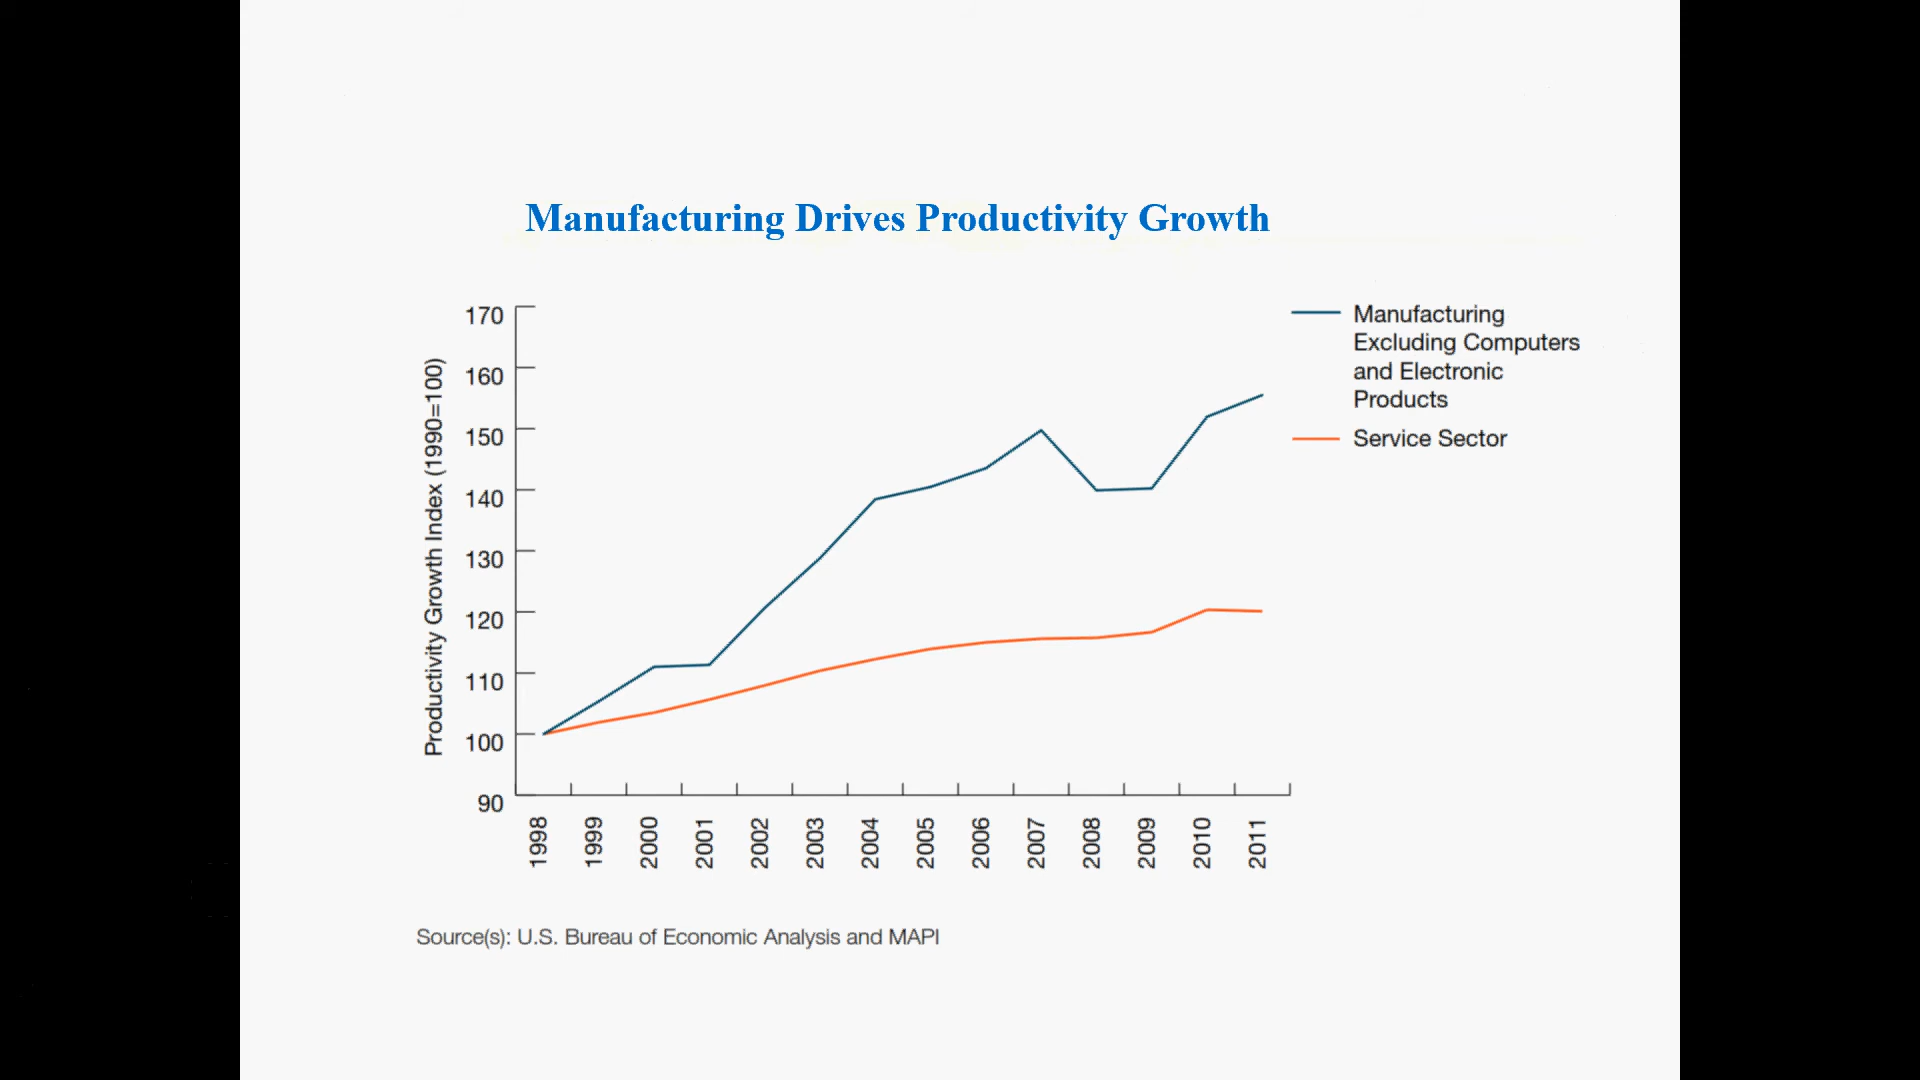 Manufacturing Drives Productivity Growth
170
160
150
140
130
120
110
100
90
Productivity Growth Index (1990=100)
1998
1999
2000
2001
2002
2003
2004
2005
2006
2007
2008
2009
2010
2011
Manufacturing
Excluding Computers
and Electronic
Products
Service Sector
Source(s): U.S. Bureau of Economic Analysis and MAPI